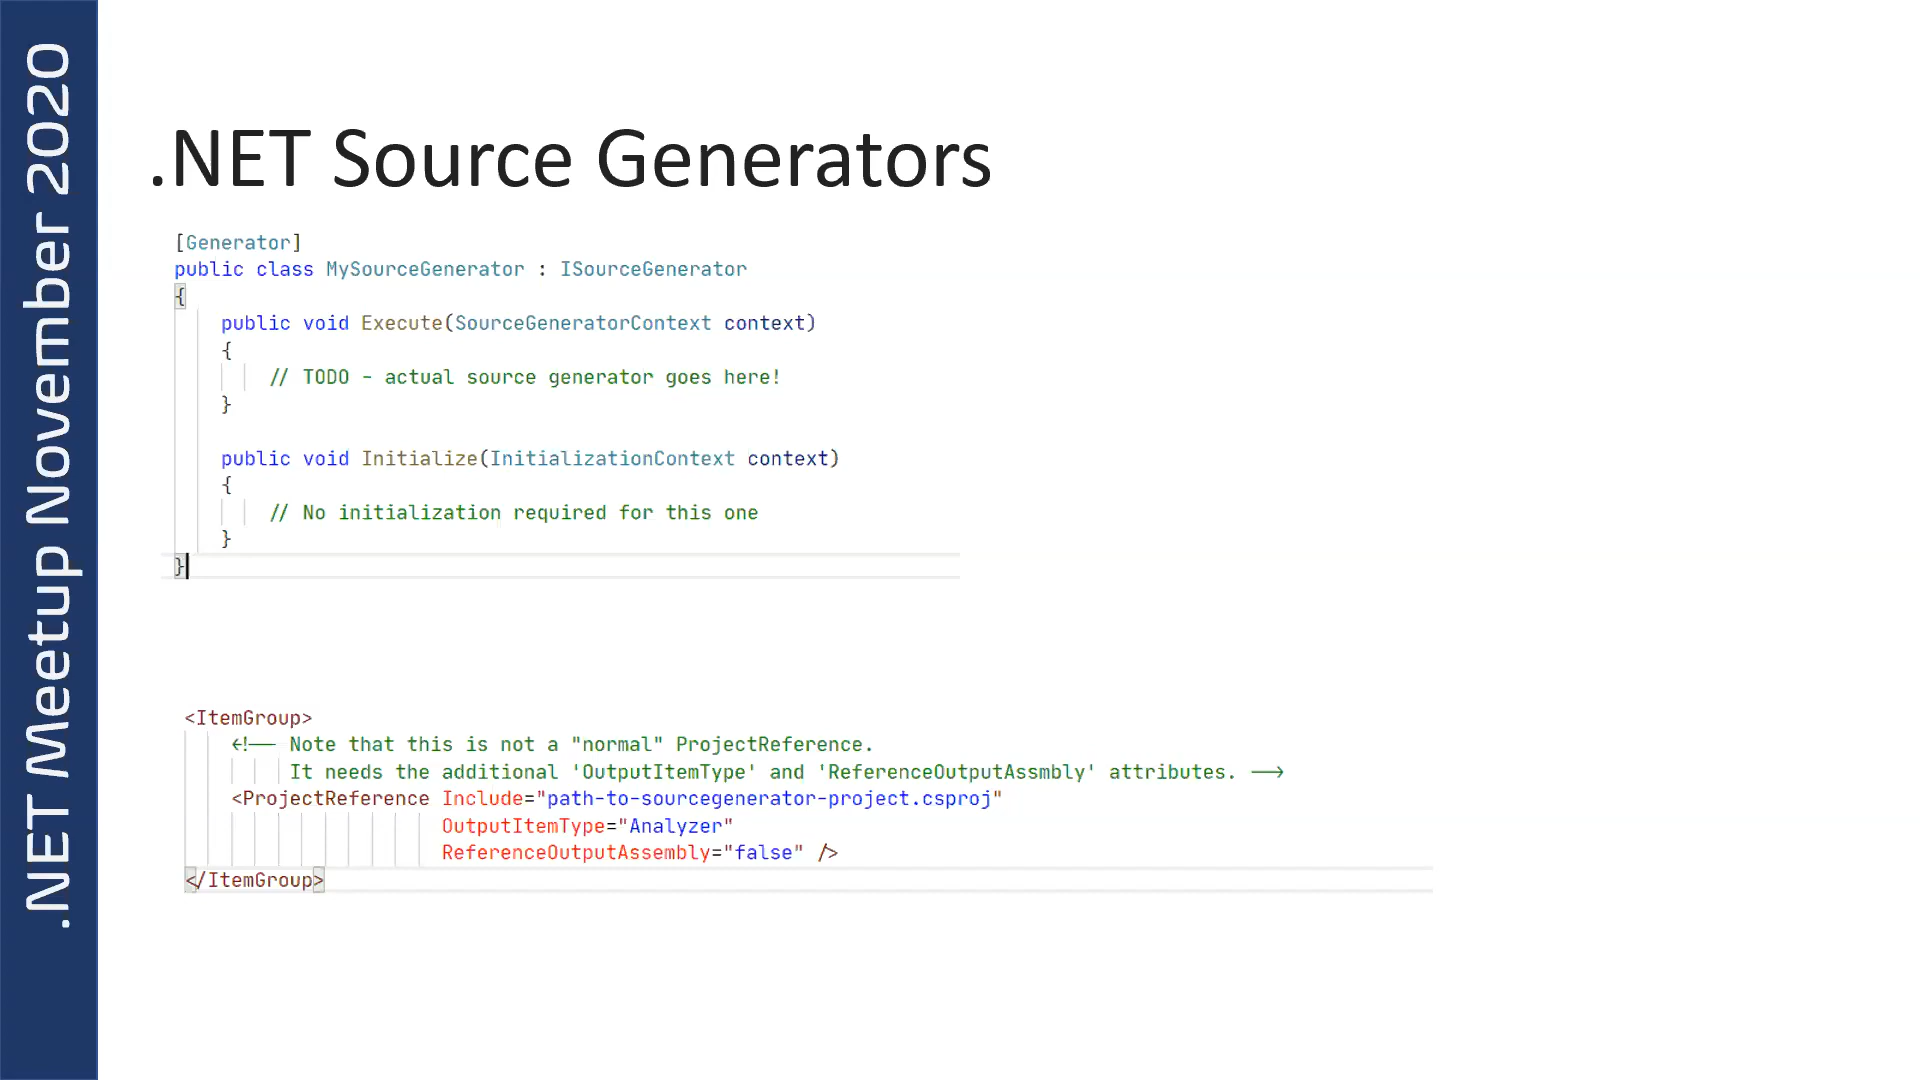 .NET Meetup November 2020
.NET Source Generators
[Generator]
public class MySourceGenerator : ISourceGenerator
{
public void Execute(SourceGeneratorContext context)
{
// TODO - actual source generator goes here!
}
public void Initialize(InitializationContext context)
{
// No initialization required for this one
}
}
<ItemGroup>
<!-- Note that this is not a "normal" ProjectReference.
It needs the additional 'OutputItemType' and 'ReferenceOutputAssmbly' attributes. -->
<ProjectReference Include="path-to-sourcegenerator-project.csproj"
OutputItemType="Analyzer"
ReferenceOutputAssembly="false" />
</ItemGroup>